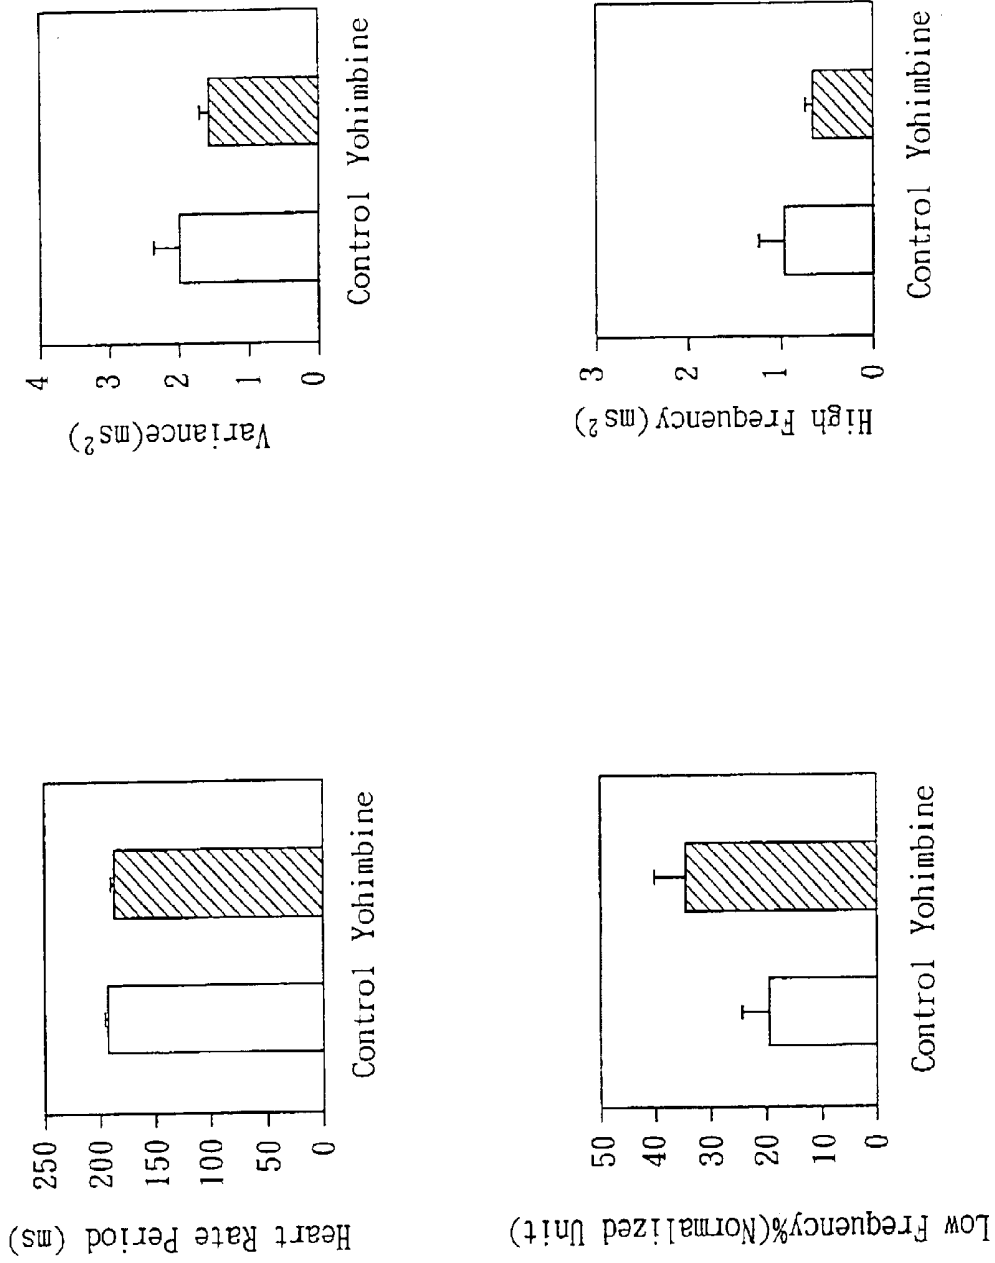 Heart Rate Period (ms)
250
200
150
100
50
0
Control Yohimbine
Variance(ms²)
4
3
2
1
0
Control Yohimbine
Low Frequency%(Normalized Unit)
50
40
30
20
10
0
Control Yohimbine
High Frequency(ms²)
3
2
1
0
Control Yohimbine